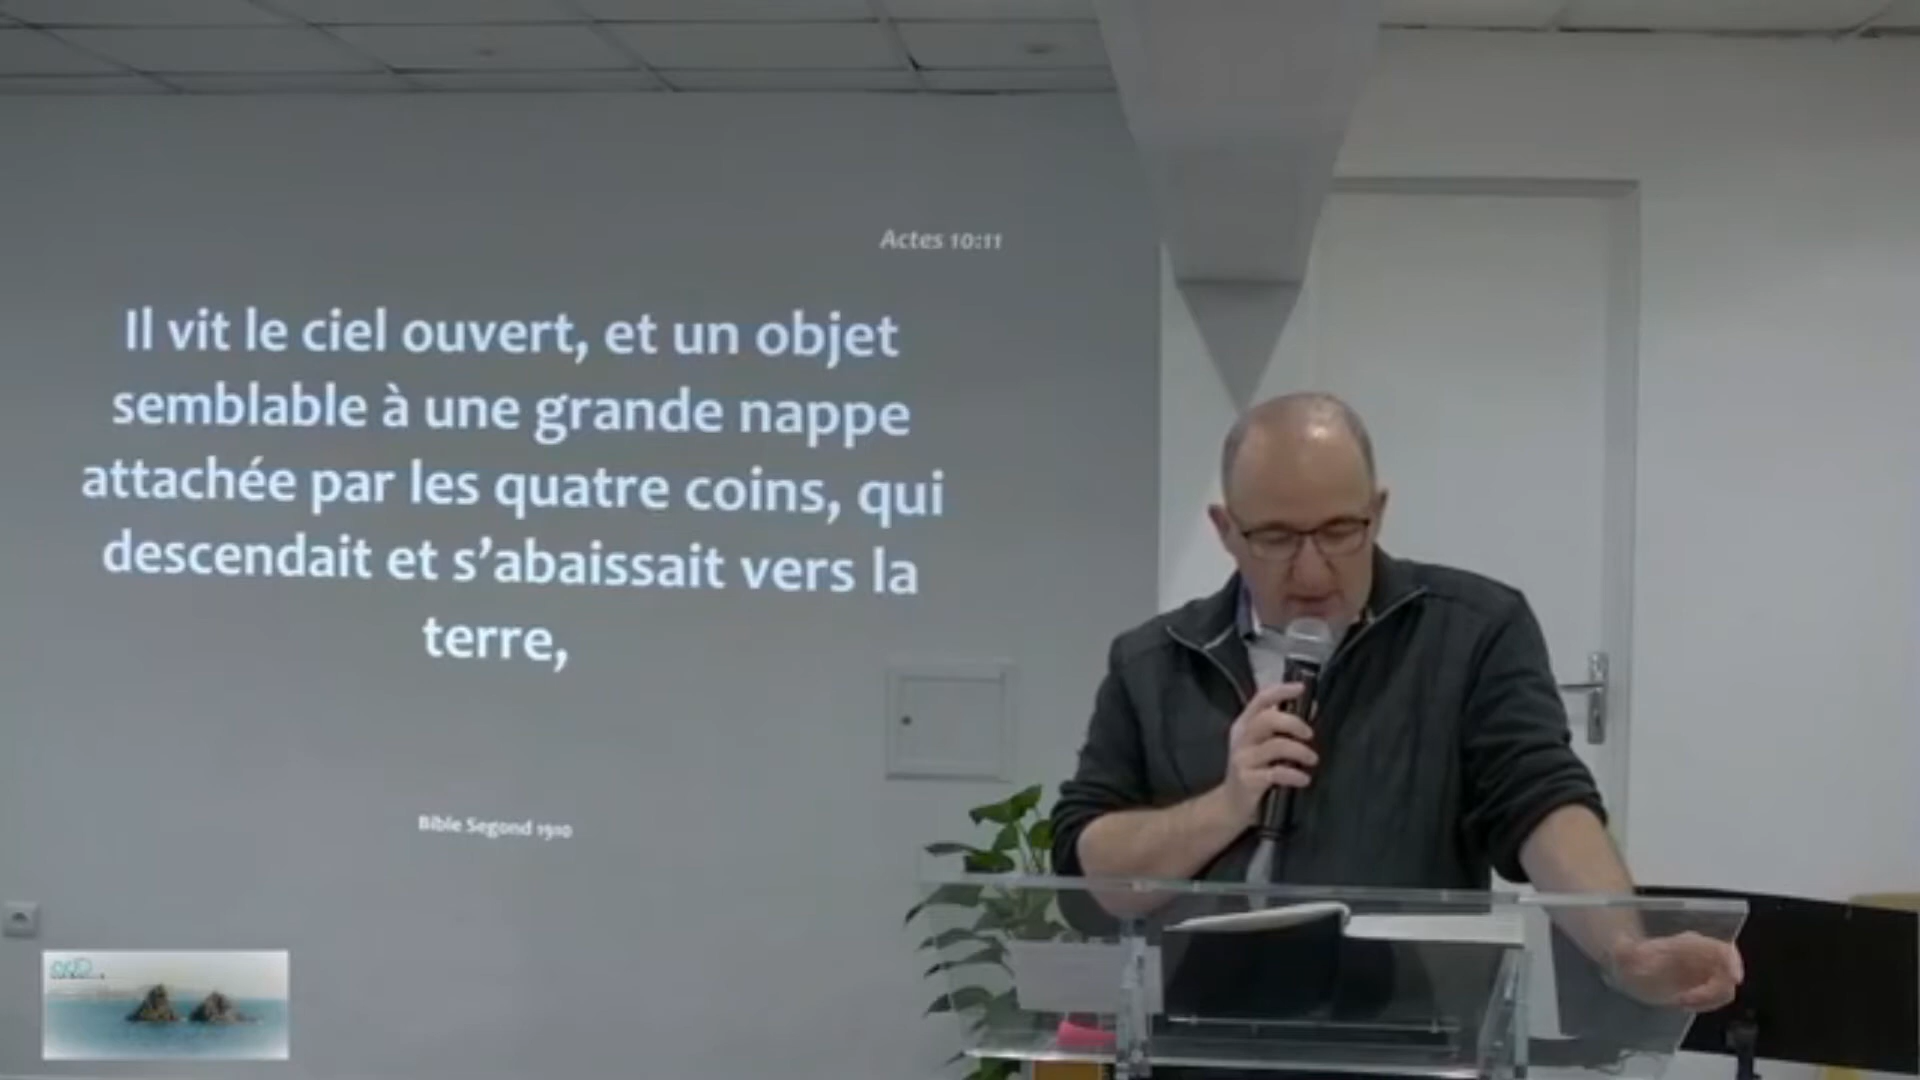 Actes 10:11
Il vit le ciel ouvert, et un objet
semblable à une grande nappe
attachée par les quatre coins, qui
descendait et s’abaissait vers la
terre,
Bible Segond 1910